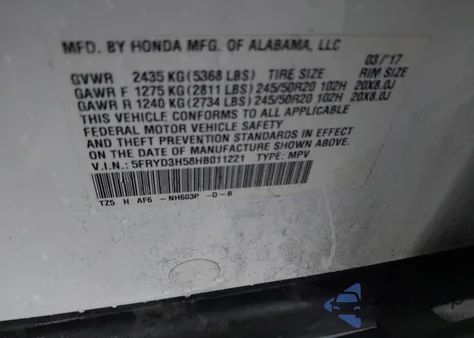 MFD. BY HONDA MFG. OF ALABAMA, LLC 03/'17
GVWR 2435 KG(5368 LBS) TIRE SIZE RIM SIZE
GAWR F 1275 KG(2811 LBS)245/50R20 102H 20X8.0J
GAWR R 1240 KG(2734 LBS)245/50R20 102H 20X8.0J
THIS VEHICLE CONFORMS TO ALL APPLICABLE
FEDERAL MOTOR VEHICLE SAFETY
AND THEFT PREVENTION STANDARDS IN EFFECT
ON THE DATE OF MANUFACTURE SHOWN ABOVE.
V.I.N.: 5FRYD3H58HB011221 TYPE: MPV
TZ5 H AF6 -NH603P -D-B